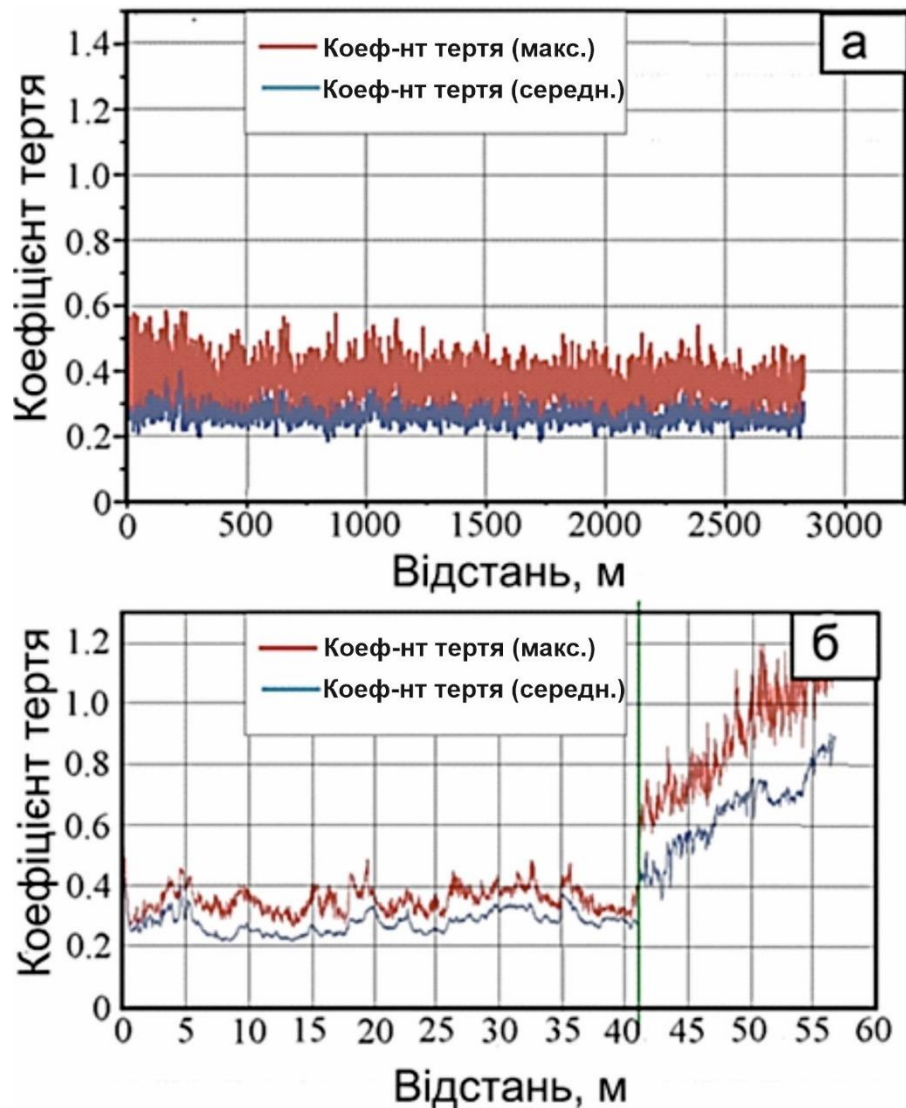 а
Коеф-нт тертя (макс.)
Коеф-нт тертя (середн.)
Коефіцієнт тертя
1.4
1.2
1.0
0.8
0.6
0.4
0.2
0
0 500 1000 1500 2000 2500 3000
Відстань, м
б
Коеф-нт тертя (макс.)
Коеф-нт тертя (середн.)
Коефіцієнт тертя
1.2
1.0
0.8
0.6
0.4
0.2
0
0 5 10 15 20 25 30 35 40 45 50 55 60
Відстань, м